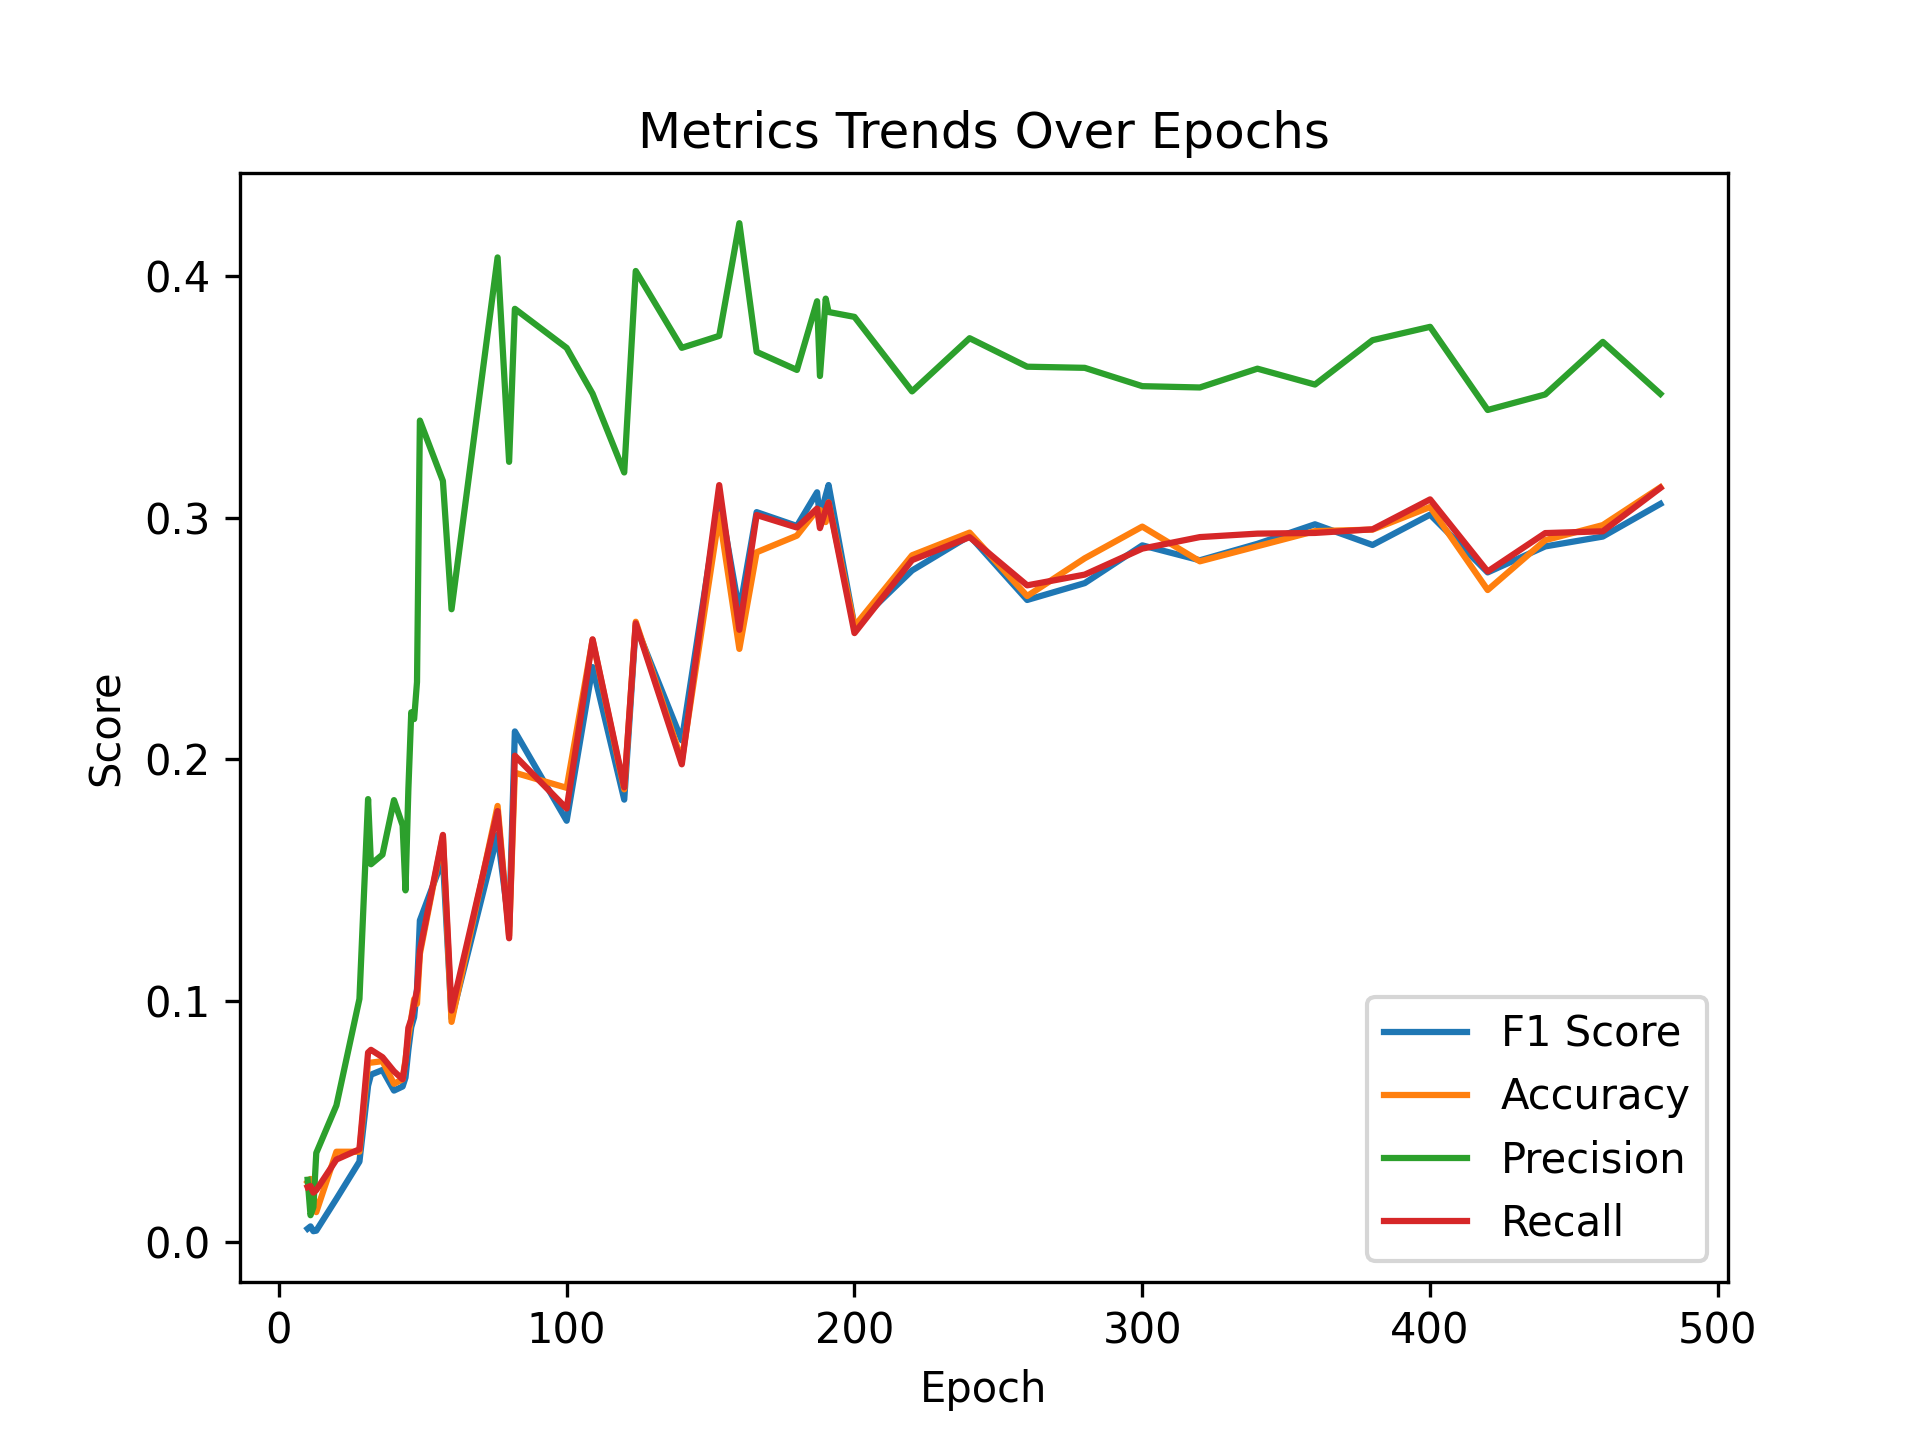 Metrics Trends Over Epochs
Score
0.4
0.3
0.2
0.1
0.0
0 100 200 300 400 500
Epoch
F1 Score
Accuracy
Precision
Recall